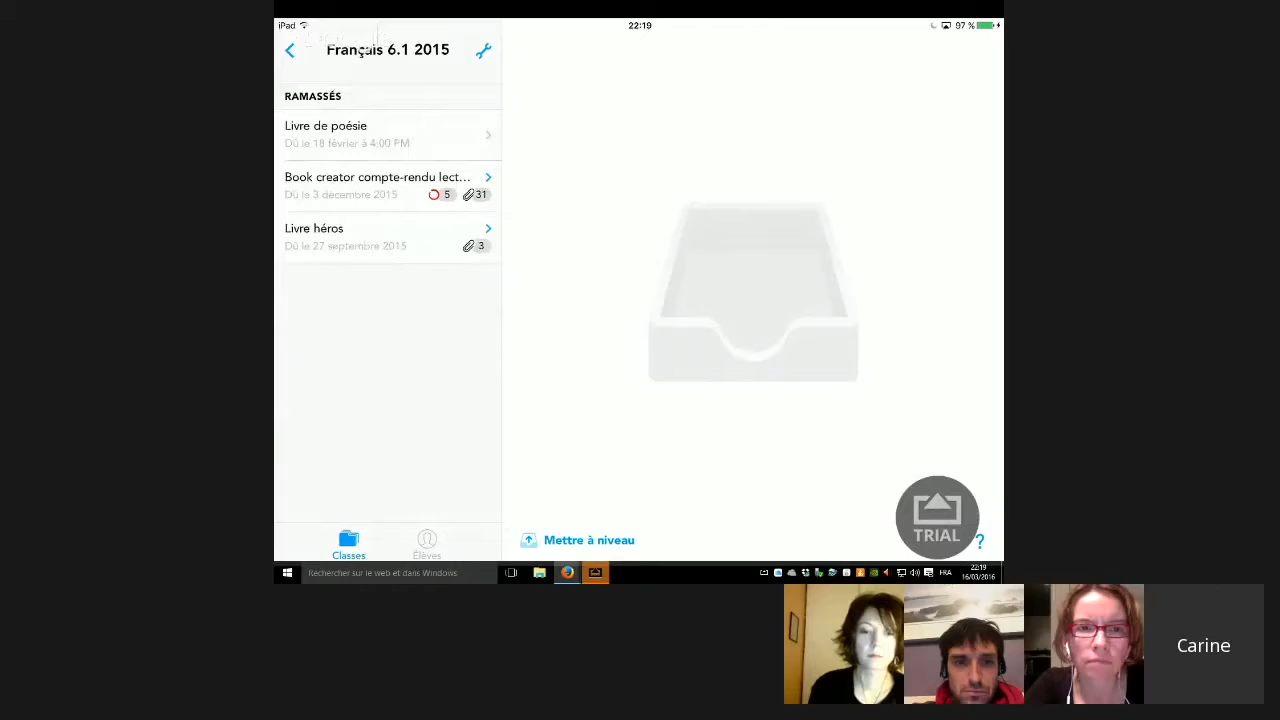 iPad
22:19
97 %
Français 6.1 2015
RAMASSÉS
Livre de poésie
Dû le 18 février à 4:00 PM
Book creator compte-rendu lect...
Dû le 3 décembre 2015
5
31
Livre héros
Dû le 27 septembre 2015
3
Classes
Élèves
Mettre à niveau
TRIAL
?
Rechercher sur le web et dans Windows
FRA
22:19
16/03/2016
Carine